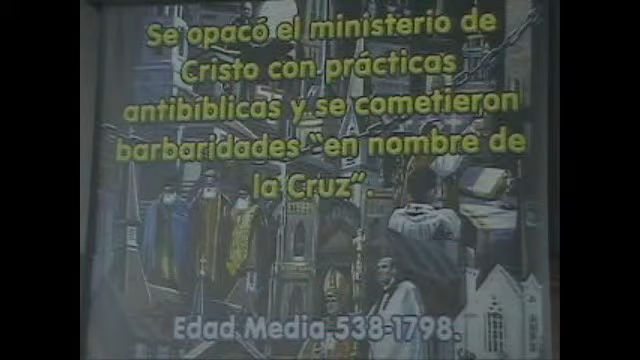 Se opacó el ministerio de
Cristo con prácticas
antibíblicas y se cometieron
barbaridades "en nombre de
la Cruz".
Edad Media 538-1798.